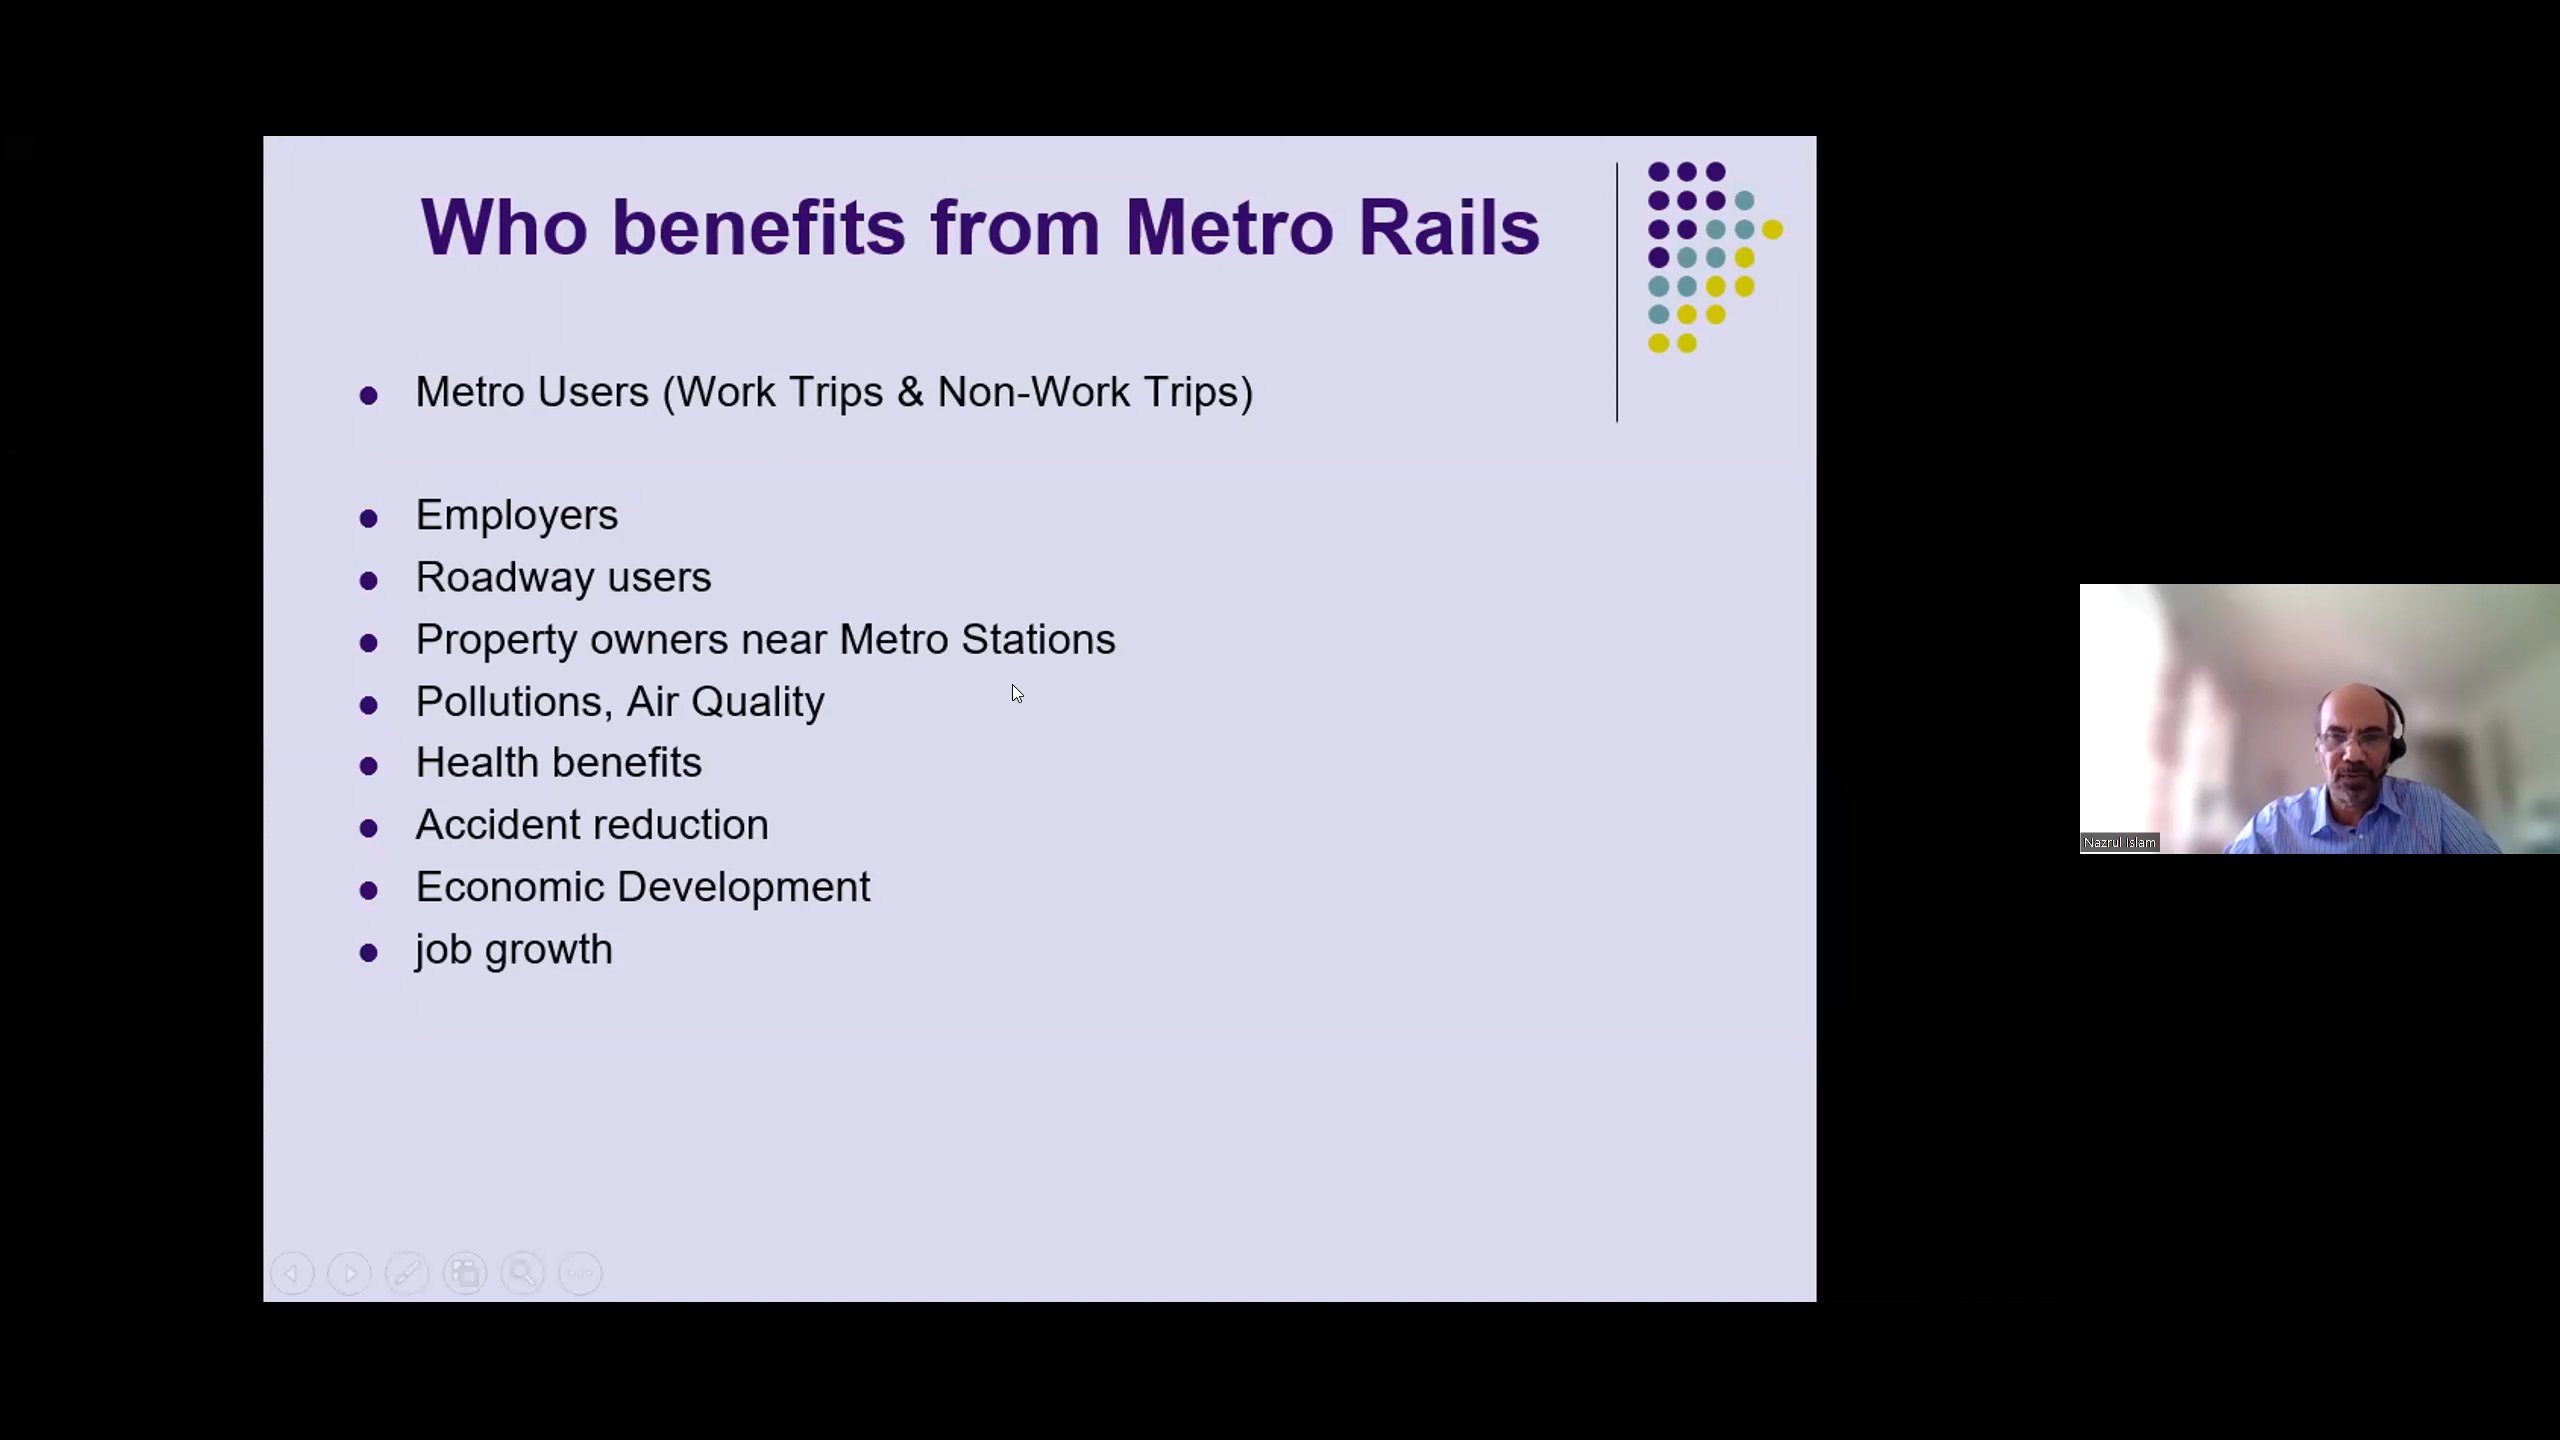 Who benefits from Metro Rails
Metro Users (Work Trips & Non-Work Trips)
Employers
Roadway users
Property owners near Metro Stations
Pollutions, Air Quality
Health benefits
Accident reduction
Economic Development
job growth
Nazrul Islam